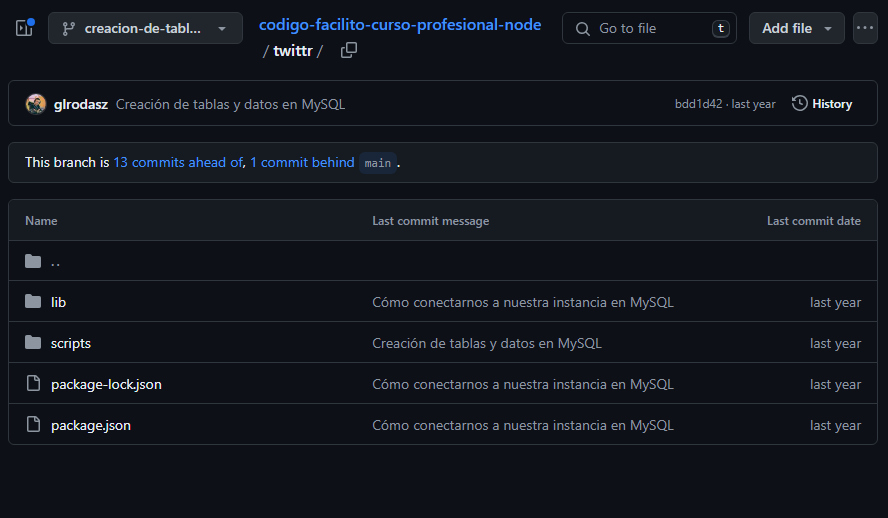 creacion-de-tabl...
codigo-facilito-curso-profesional-node
/ twittr /
Go to file
t
Add file
glrodasz
Creación de tablas y datos en MySQL
bdd1d42 · last year
History
This branch is 13 commits ahead of, 1 commit behind main.
Name
Last commit message
Last commit date
..
lib
Cómo conectarnos a nuestra instancia en MySQL
last year
scripts
Creación de tablas y datos en MySQL
last year
package-lock.json
Cómo conectarnos a nuestra instancia en MySQL
last year
package.json
Cómo conectarnos a nuestra instancia en MySQL
last year